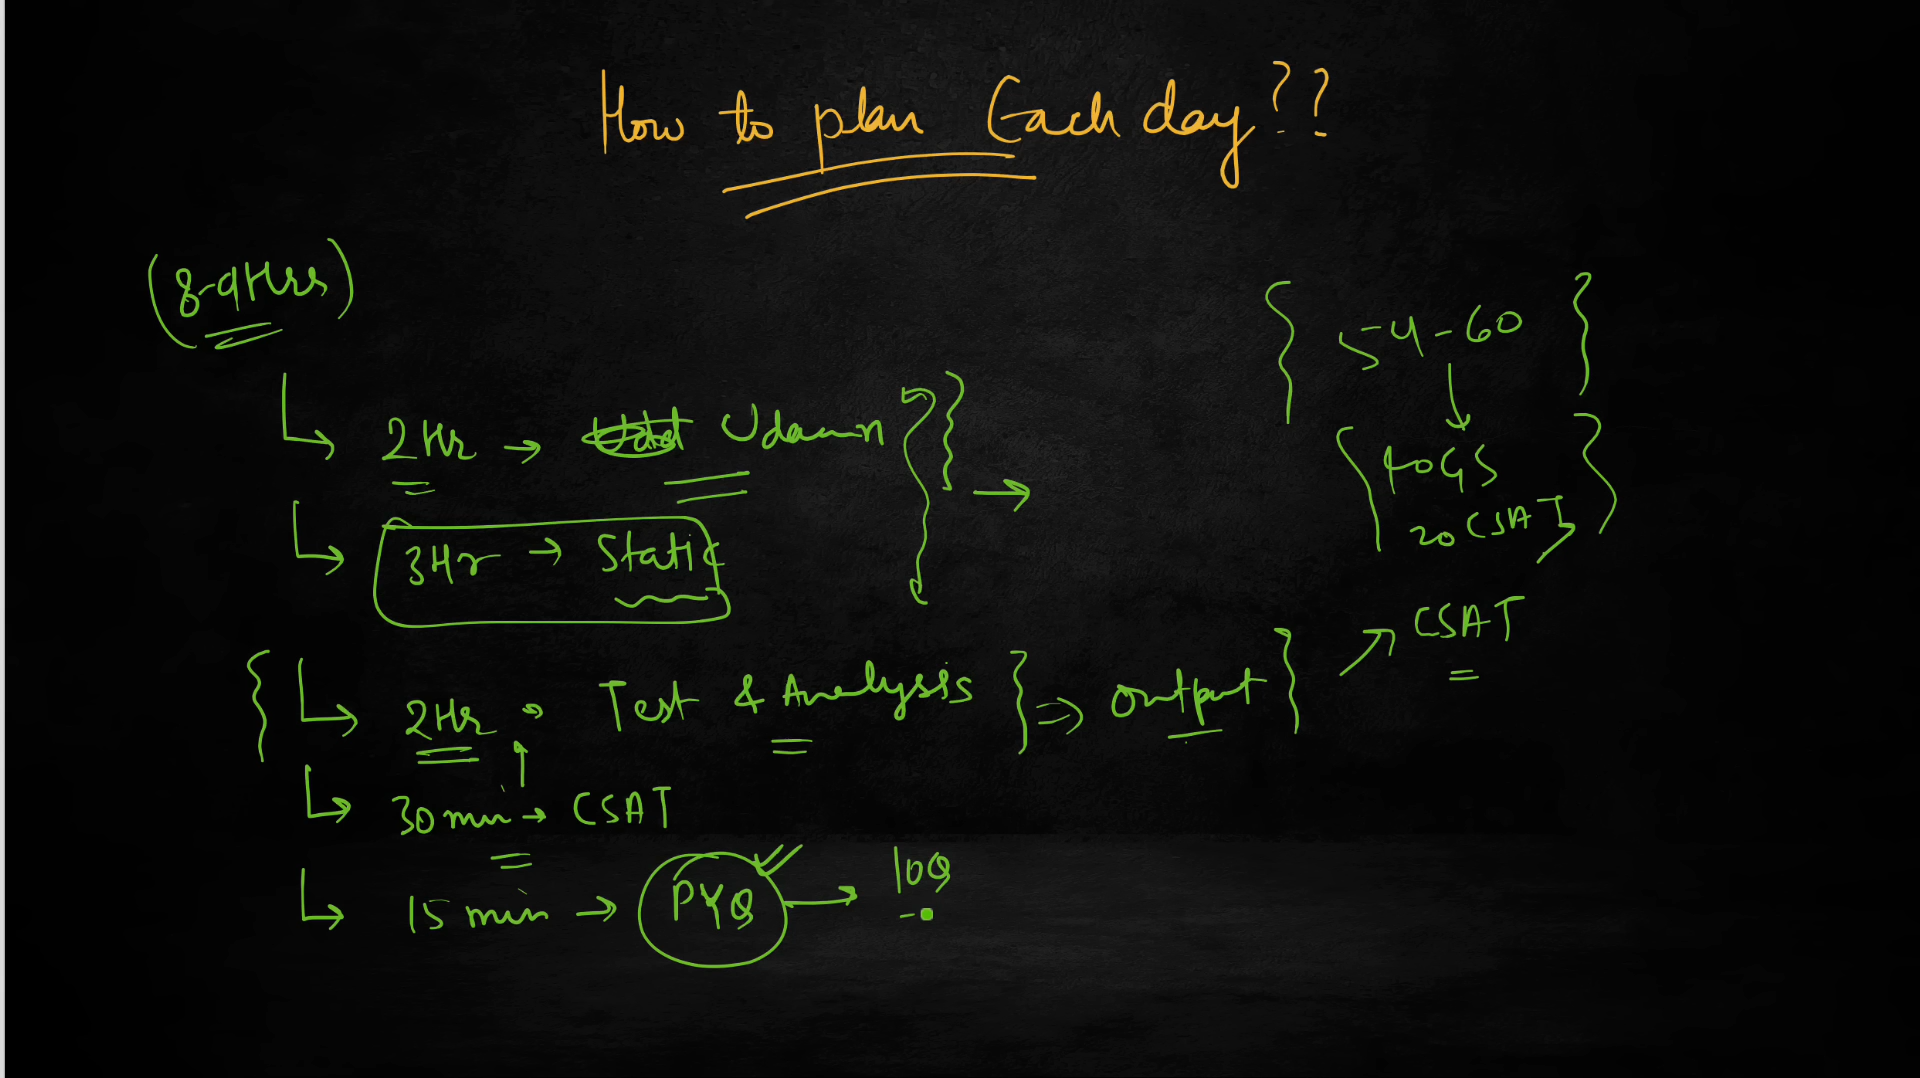 How to plan Each day??
(8-9Hrs)
2Hr → Udaan
3Hr → Static
2Hr → Test & Analysis } ⇒ output } ↗ CSAT
30 min → CSAT
15 min → PYQ → 10Q
{ 54-60 }
40GS
20 CSAT